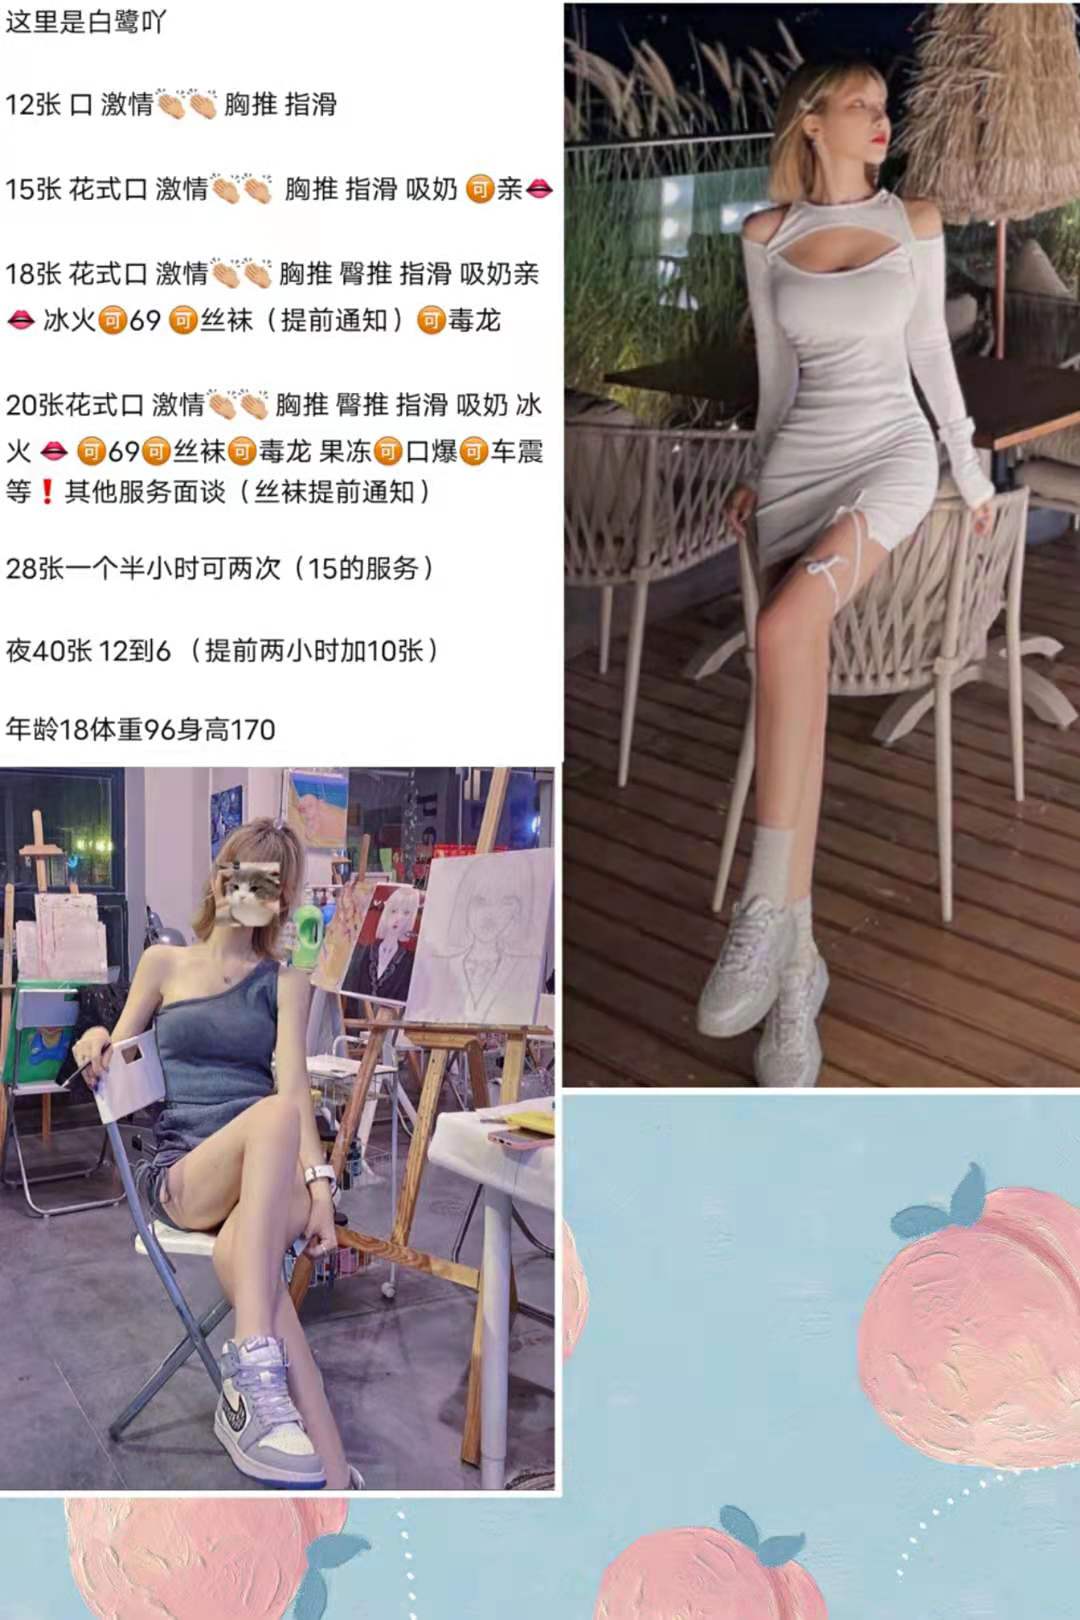 这里是白鹭吖
12张 口 激情👏🏼👏🏼 胸推 指滑
15张 花式口 激情👏🏼👏🏼 胸推 指滑 吸奶 🉑亲👄
18张 花式口 激情👏🏼👏🏼 胸推 臀推 指滑 吸奶亲
👄 冰火🉑69 🉑丝袜（提前通知）🉑毒龙
20张花式口 激情👏🏼👏🏼 胸推 臀推 指滑 吸奶 冰
火 👄 🉑69🉑丝袜🉑毒龙 果冻🉑口爆🉑车震
等❗其他服务面谈（丝袜提前通知）
28张一个半小时可两次（15的服务）
夜40张 12到6 （提前两小时加10张）
年龄18体重96身高170